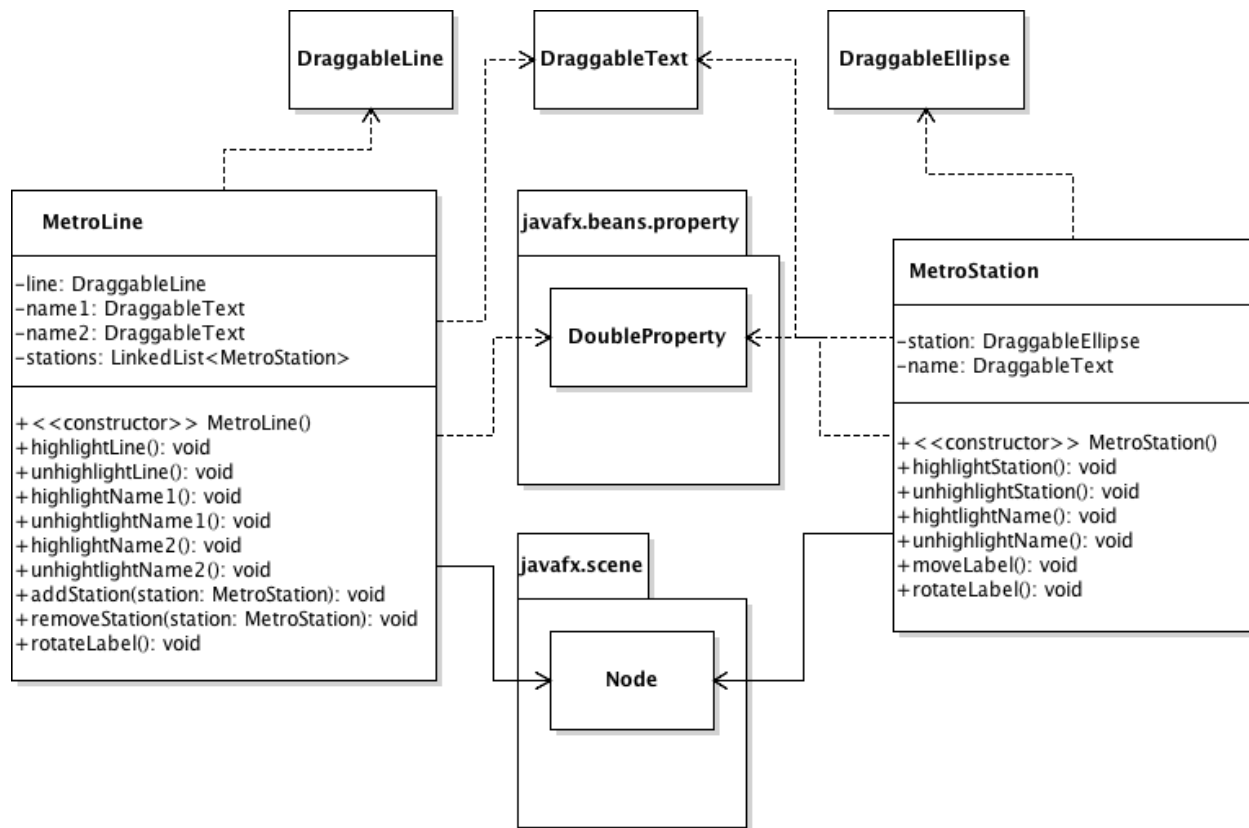 DraggableLine
DraggableText
DraggableEllipse
MetroLine
-line: DraggableLine
-name1: DraggableText
-name2: DraggableText
-stations: LinkedList<MetroStation>
+<<constructor>> MetroLine()
+highlightLine(): void
+unhighlightLine(): void
+highlightName1(): void
+unhightlightName1(): void
+highlightName2(): void
+unhightlightName2(): void
+addStation(station: MetroStation): void
+removeStation(station: MetroStation): void
+rotateLabel(): void
javafx.beans.property
DoubleProperty
javafx.scene
Node
MetroStation
-station: DraggableEllipse
-name: DraggableText
+<<constructor>> MetroStation()
+highlightStation(): void
+unhighlightStation(): void
+hightlightName(): void
+unhighlightName(): void
+moveLabel(): void
+rotateLabel(): void